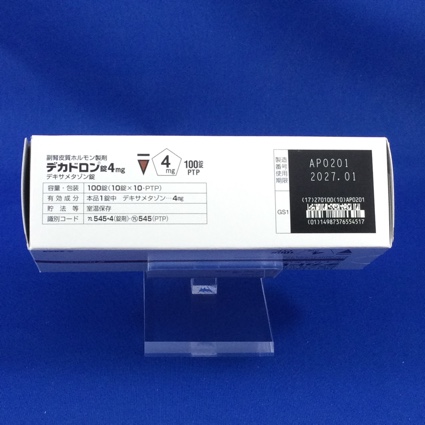 副腎皮質ホルモン製剤
デカドロン錠4mg
デキサメタゾン錠
4
mg
100錠
PTP
容量・包装 100錠(10錠×10・PTP)
有効成分 本品1錠中 デキサメタゾン 4mg
貯法等 室温保存
識別コード 545・4(錠剤) 545(PTP)
製造番号
使用期限
AP0201
2027.01
GS1
(17)270100(10)AP0201
(01)14987376554517